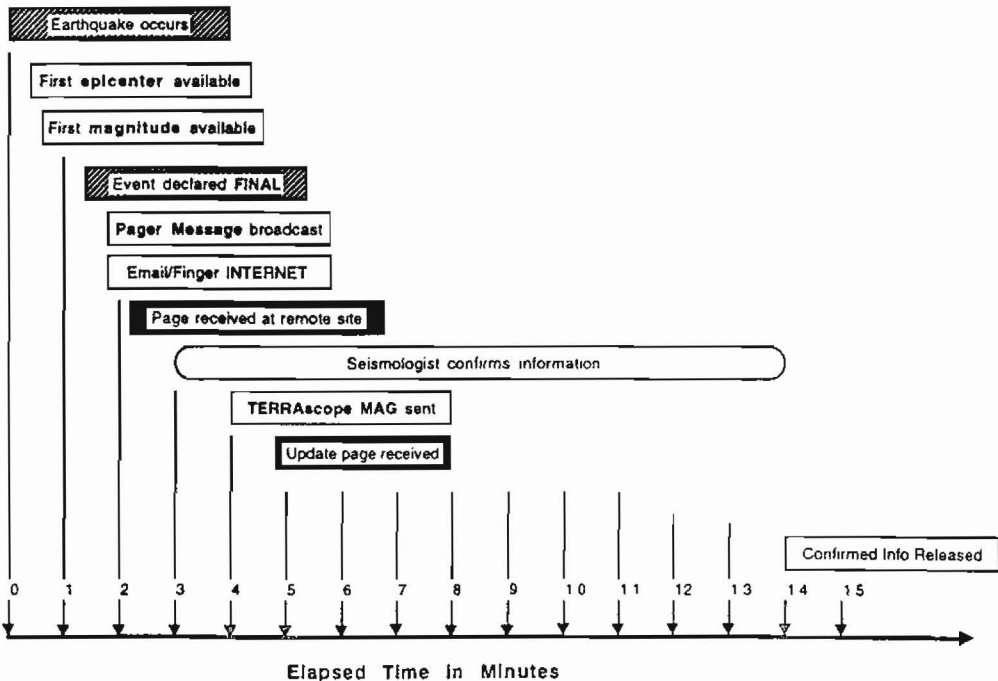 Earthquake occurs
First epicenter available
First magnitude available
Event declared FINAL
Pager Message broadcast
Email/Finger INTERNET
Page received at remote site
Seismologist confirms information
TERRAscope MAG sent
Update page received
Confirmed Info Released
0 1 2 3 4 5 6 7 8 9 10 11 12 13 14 15
Elapsed Time in Minutes